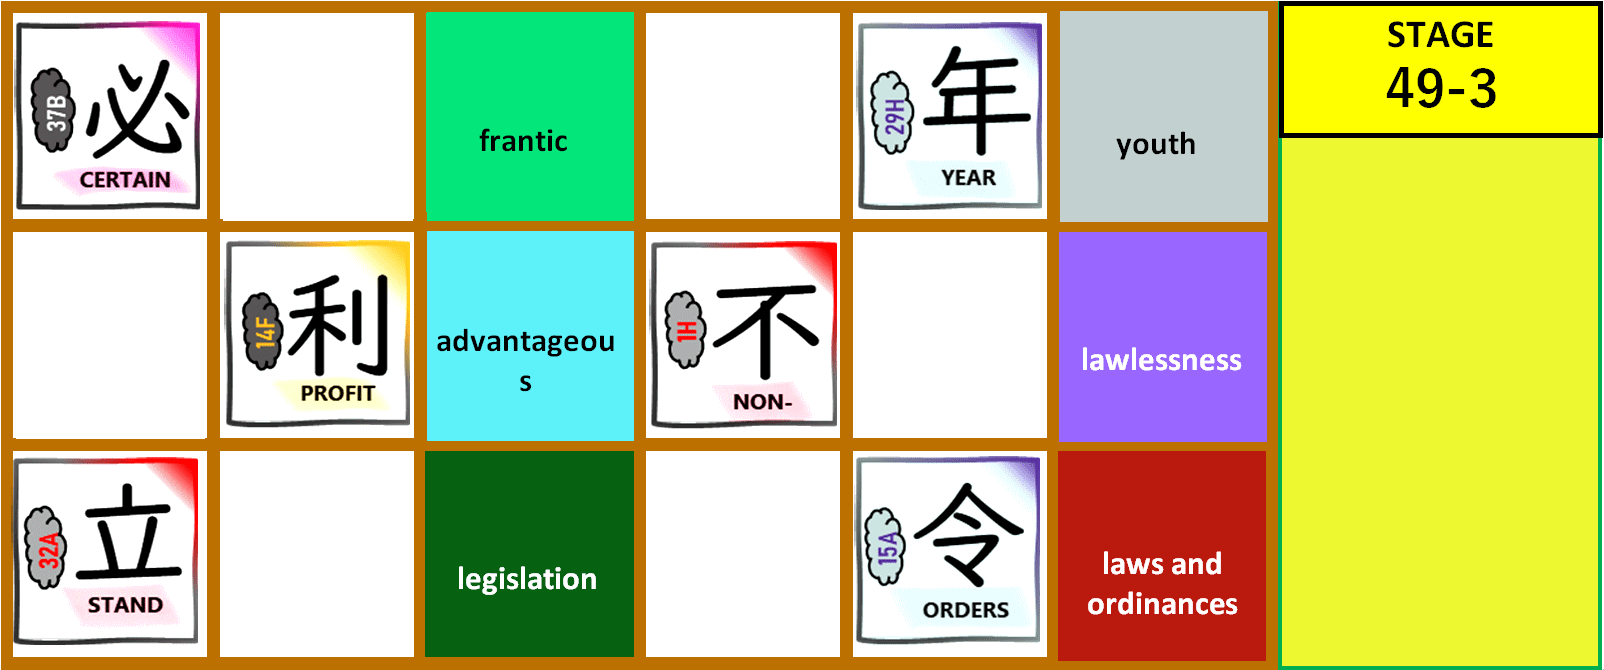 37B
必
CERTAIN
frantic
29H
年
YEAR
youth
STAGE
49-3
14F
利
PROFIT
advantageou
s
1H
不
NON-
lawlessness
32A
立
STAND
legislation
15A
令
ORDERS
laws and
ordinances